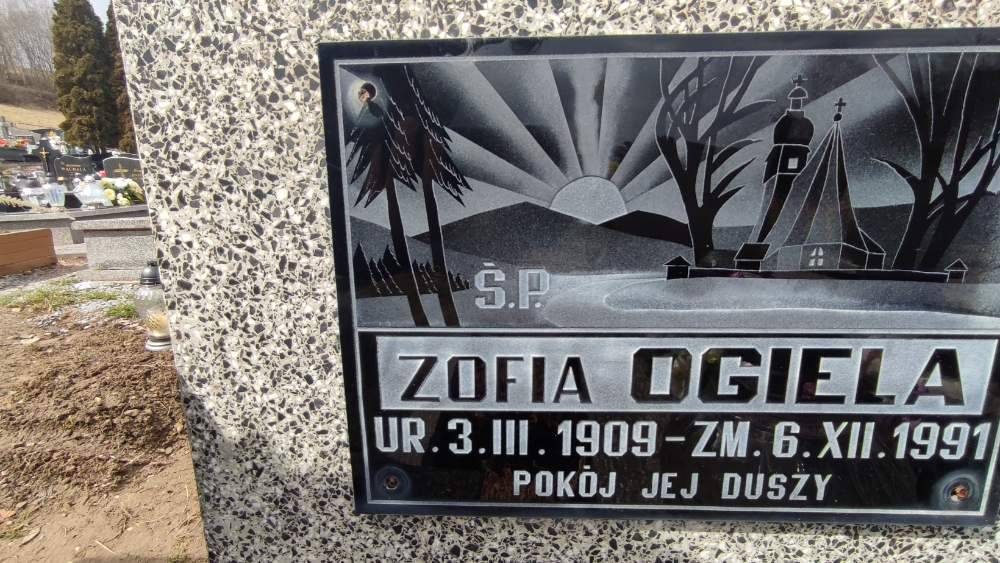 Ś.P.
ZOFIA OGIELA
UR. 3. III. 1909 - ZM. 6. XII. 1991
POKÓJ JEJ DUSZY